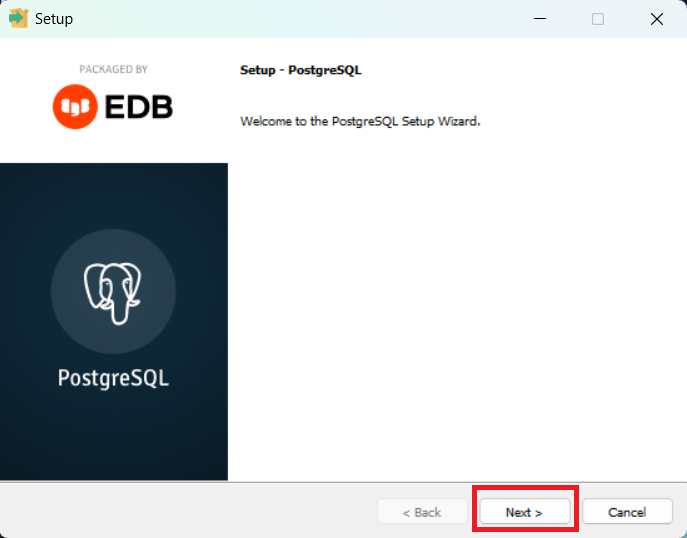 Setup
PACKAGED BY
EDB
Setup - PostgreSQL
Welcome to the PostgreSQL Setup Wizard.
PostgreSQL
< Back
Next >
Cancel